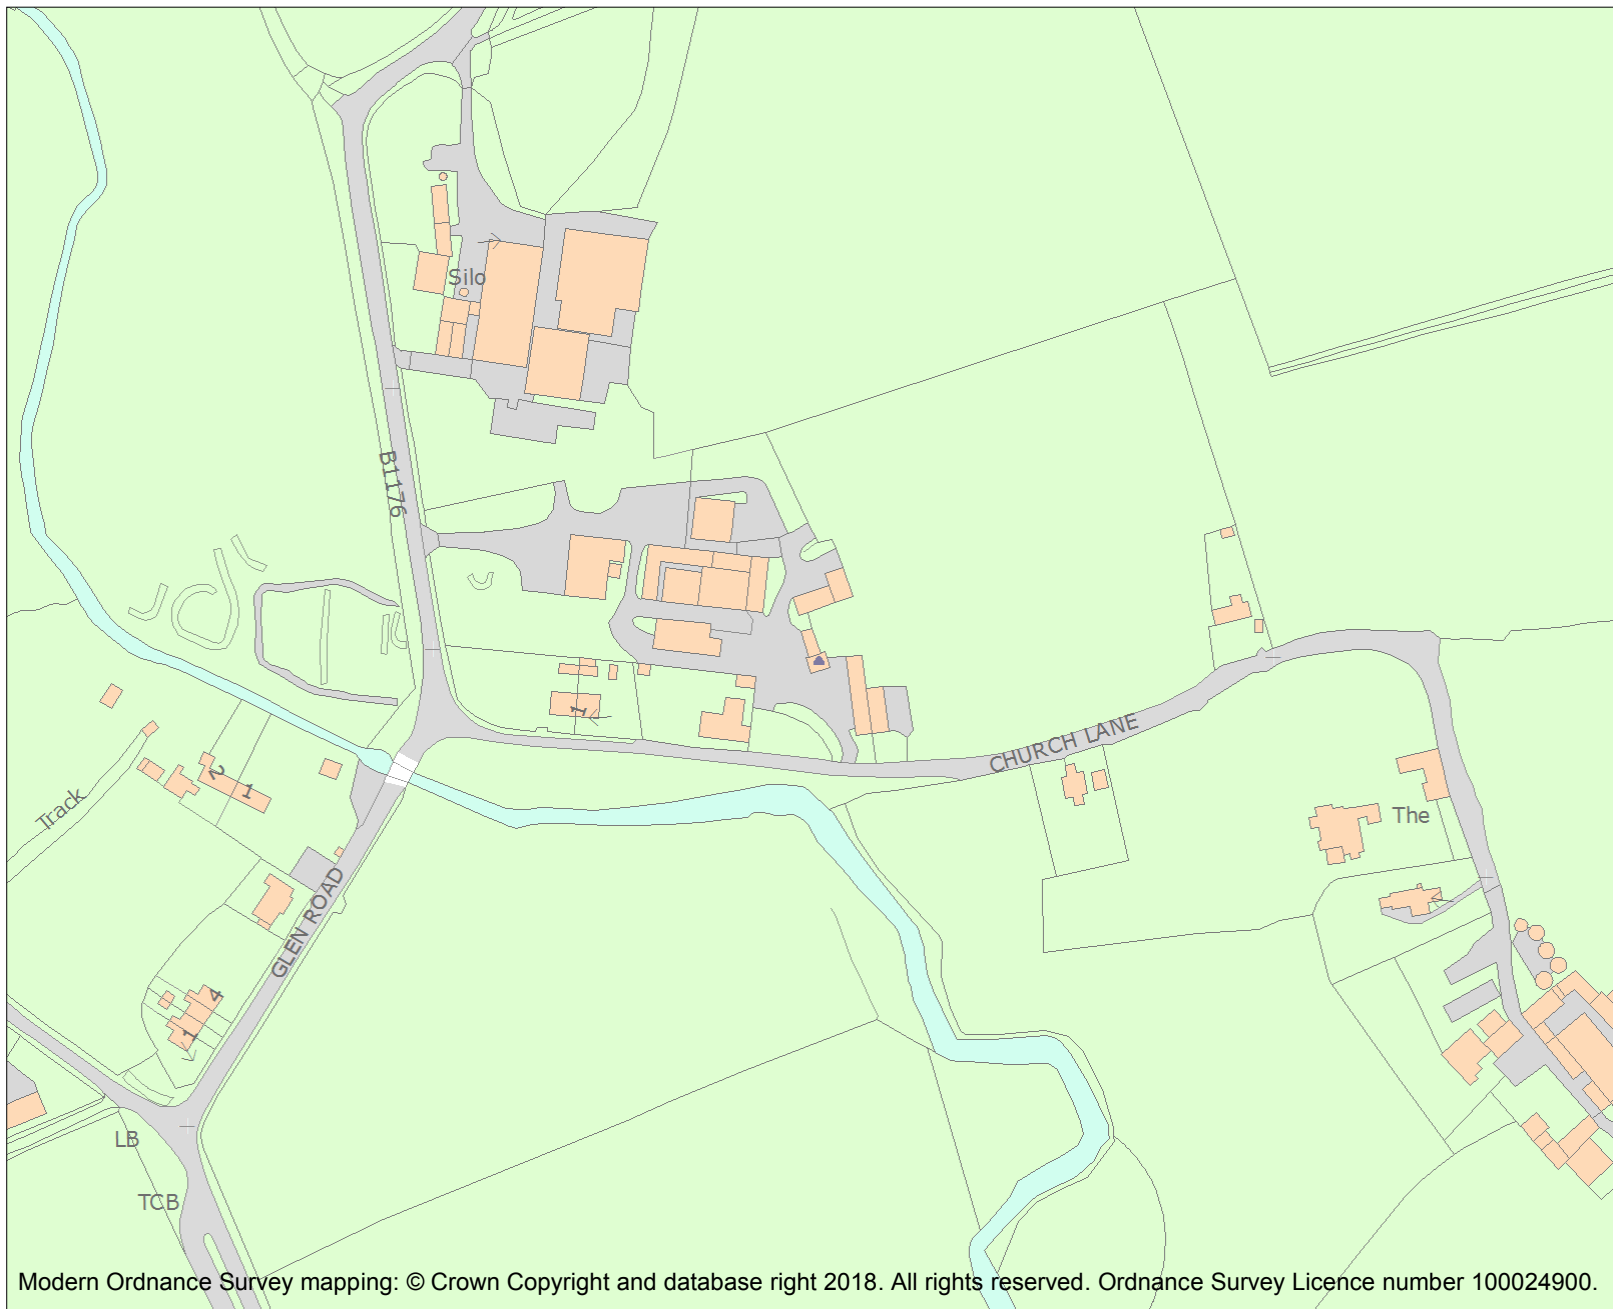 Silo
B1176
1
CHURCH LANE
2
1
Track
The
GLEN ROAD
4
1
LB
TCB
Modern Ordnance Survey mapping: © Crown Copyright and database right 2018. All rights reserved. Ordnance Survey Licence number 100024900.